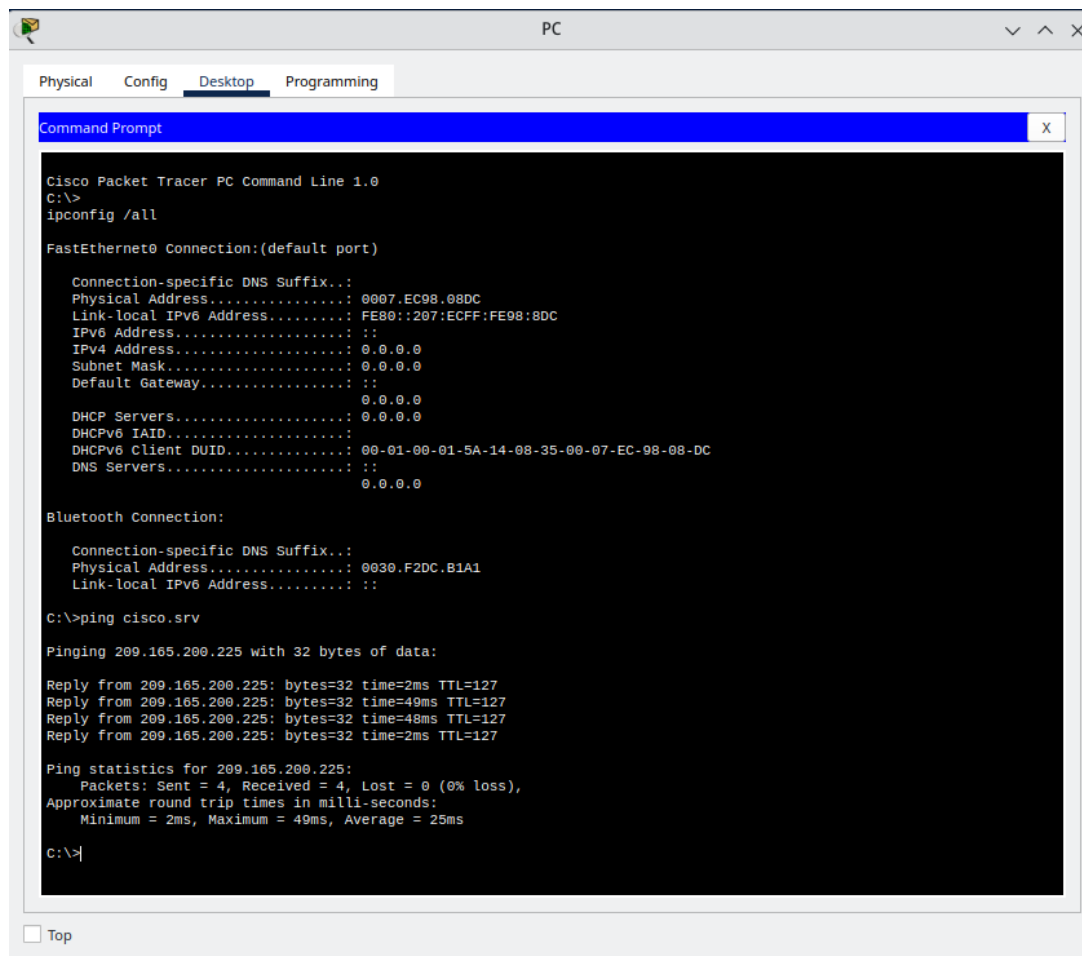 PC
Physical Config Desktop Programming
Command Prompt
X
Cisco Packet Tracer PC Command Line 1.0
C:\>
ipconfig /all
FastEthernet0 Connection:(default port)
Connection-specific DNS Suffix..:
Physical Address................: 0007.EC98.08DC
Link-local IPv6 Address.........: FE80::207:ECFF:FE98:8DC
IPv6 Address....................: ::
IPv4 Address....................: 0.0.0.0
Subnet Mask.....................: 0.0.0.0
Default Gateway.................: ::
0.0.0.0
DHCP Servers....................: 0.0.0.0
DHCPv6 IAID.....................:
DHCPv6 Client DUID..............: 00-01-00-01-5A-14-08-35-00-07-EC-98-08-DC
DNS Servers.....................: ::
0.0.0.0
Bluetooth Connection:
Connection-specific DNS Suffix..:
Physical Address................: 0030.F2DC.B1A1
Link-local IPv6 Address.........: ::
C:\>ping cisco.srv
Pinging 209.165.200.225 with 32 bytes of data:
Reply from 209.165.200.225: bytes=32 time=2ms TTL=127
Reply from 209.165.200.225: bytes=32 time=49ms TTL=127
Reply from 209.165.200.225: bytes=32 time=48ms TTL=127
Reply from 209.165.200.225: bytes=32 time=2ms TTL=127
Ping statistics for 209.165.200.225:
Packets: Sent = 4, Received = 4, Lost = 0 (0% loss),
Approximate round trip times in milli-seconds:
Minimum = 2ms, Maximum = 49ms, Average = 25ms
C:\>
Top